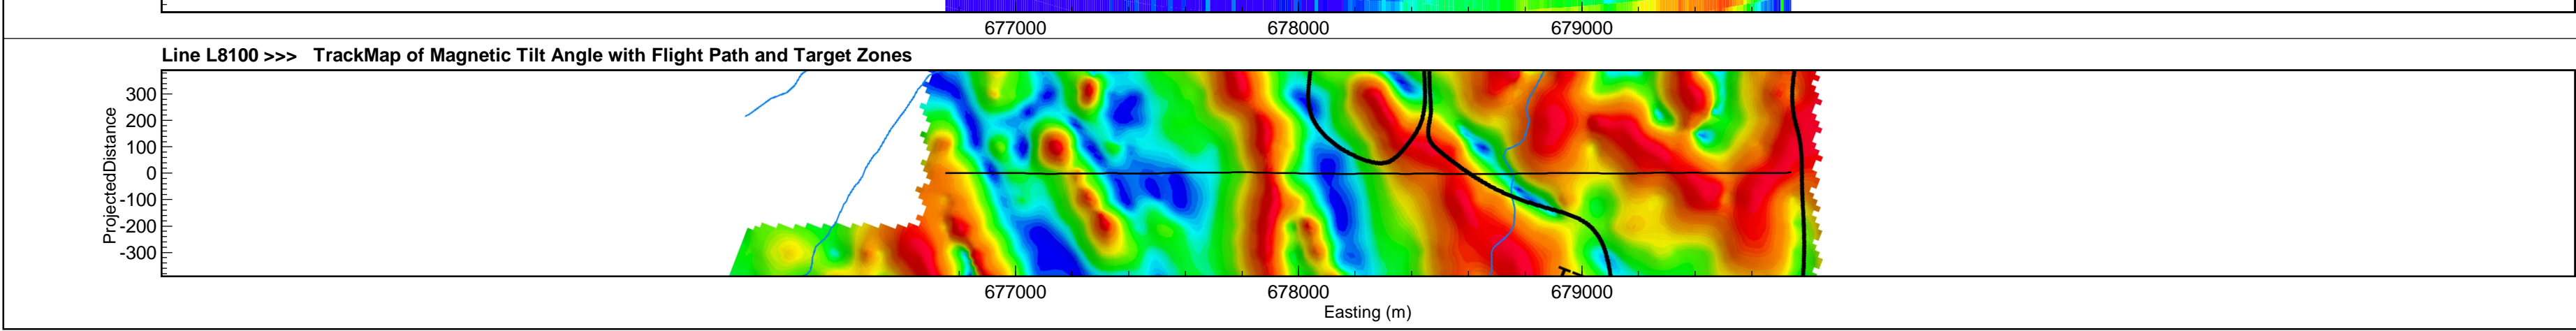 677000 678000 679000
Line L8100 >>> TrackMap of Magnetic Tilt Angle with Flight Path and Target Zones
ProjectedDistance
300
200
100
0
-100
-200
-300
677000 678000 679000
Easting (m)